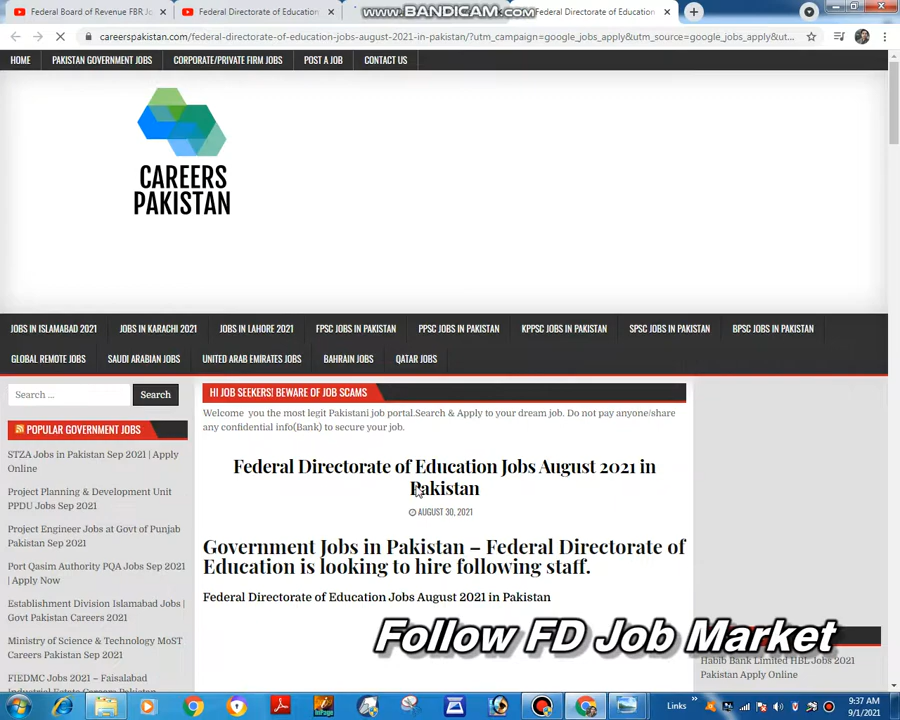 Federal Board of Revenue FBR Jo
Federal Directorate of Education
WWW.BANDICAM.COM
Federal Directorate of Education
careerspakistan.com/federal-directorate-of-education-jobs-august-2021-in-pakistan/?utm_campaign=google_jobs_apply&utm_source=google_jobs_apply&ut...
HOME PAKISTAN GOVERNMENT JOBS CORPORATE/PRIVATE FIRM JOBS POST A JOB CONTACT US
CAREERS
PAKISTAN
JOBS IN ISLAMABAD 2021 JOBS IN KARACHI 2021 JOBS IN LAHORE 2021 FPSC JOBS IN PAKISTAN PPSC JOBS IN PAKISTAN KPPSC JOBS IN PAKISTAN SPSC JOBS IN PAKISTAN BPSC JOBS IN PAKISTAN
GLOBAL REMOTE JOBS SAUDI ARABIAN JOBS UNITED ARAB EMIRATES JOBS BAHRAIN JOBS QATAR JOBS
Search ... Search
POPULAR GOVERNMENT JOBS
STZA Jobs in Pakistan Sep 2021 | Apply
Online
Project Planning & Development Unit
PPDU Jobs Sep 2021
Project Engineer Jobs at Govt of Punjab
Pakistan Sep 2021
Port Qasim Authority PQA Jobs Sep 2021
| Apply Now
Establishment Division Islamabad Jobs |
Govt Pakistan Careers 2021
Ministry of Science & Technology MoST
Careers Pakistan Sep 2021
FIEDMC Jobs 2021 – Faisalabad
Industrial Estate Careers Pakistan
HI JOB SEEKERS! BEWARE OF JOB SCAMS
Welcome you the most legit Pakistani job portal.Search & Apply to your dream job. Do not pay anyone/share
any confidential info(Bank) to secure your job.
Federal Directorate of Education Jobs August 2021 in
Pakistan
AUGUST 30, 2021
Government Jobs in Pakistan – Federal Directorate of
Education is looking to hire following staff.
Federal Directorate of Education Jobs August 2021 in Pakistan
Follow FD Job Market
Habib Bank Limited HBL Jobs 2021
Pakistan Apply Online
Links
9:37 AM
9/1/2021